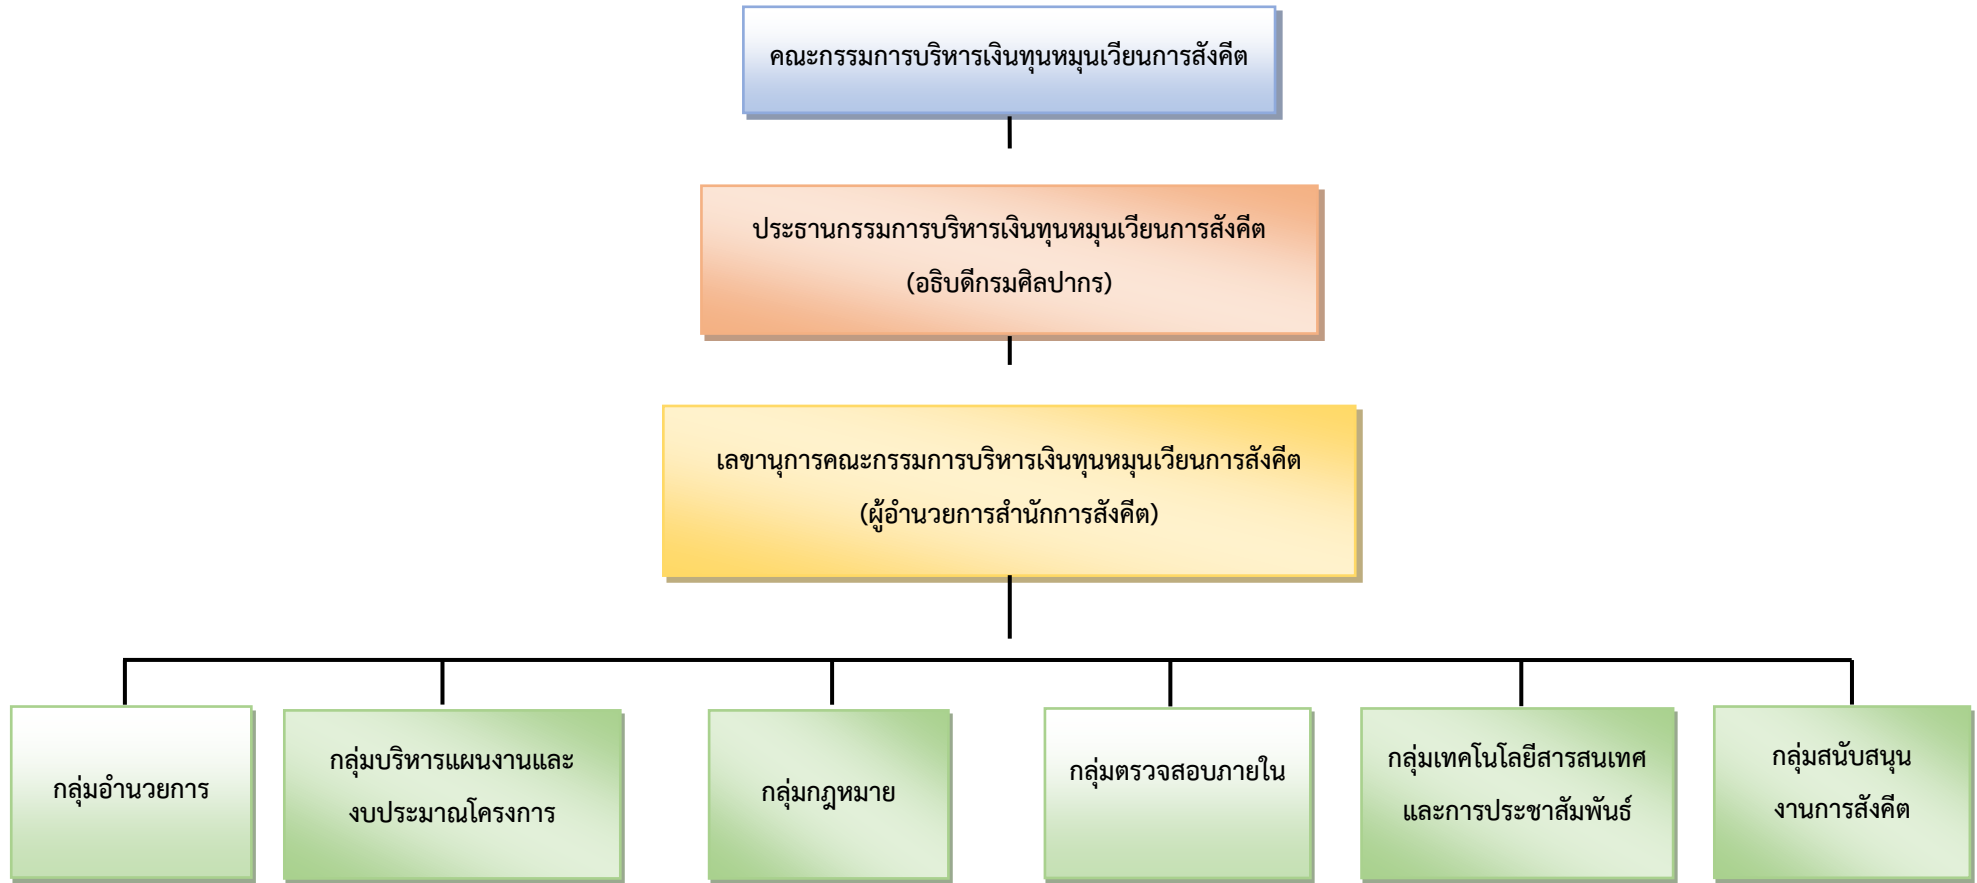 คณะกรรมการบริหารเงินทุนหมุนเวียนการสังคีต
ประธานกรรมการบริหารเงินทุนหมุนเวียนการสังคีต
(อธิบดีกรมศิลปากร)
เลขานุการคณะกรรมการบริหารเงินทุนหมุนเวียนการสังคีต
(ผู้อำนวยการสำนักการสังคีต)
กลุ่มอำนวยการ
กลุ่มบริหารแผนงานและ
งบประมาณโครงการ
กลุ่มกฎหมาย
กลุ่มตรวจสอบภายใน
กลุ่มเทคโนโลยีสารสนเทศ
และการประชาสัมพันธ์
กลุ่มสนับสนุน
งานการสังคีต